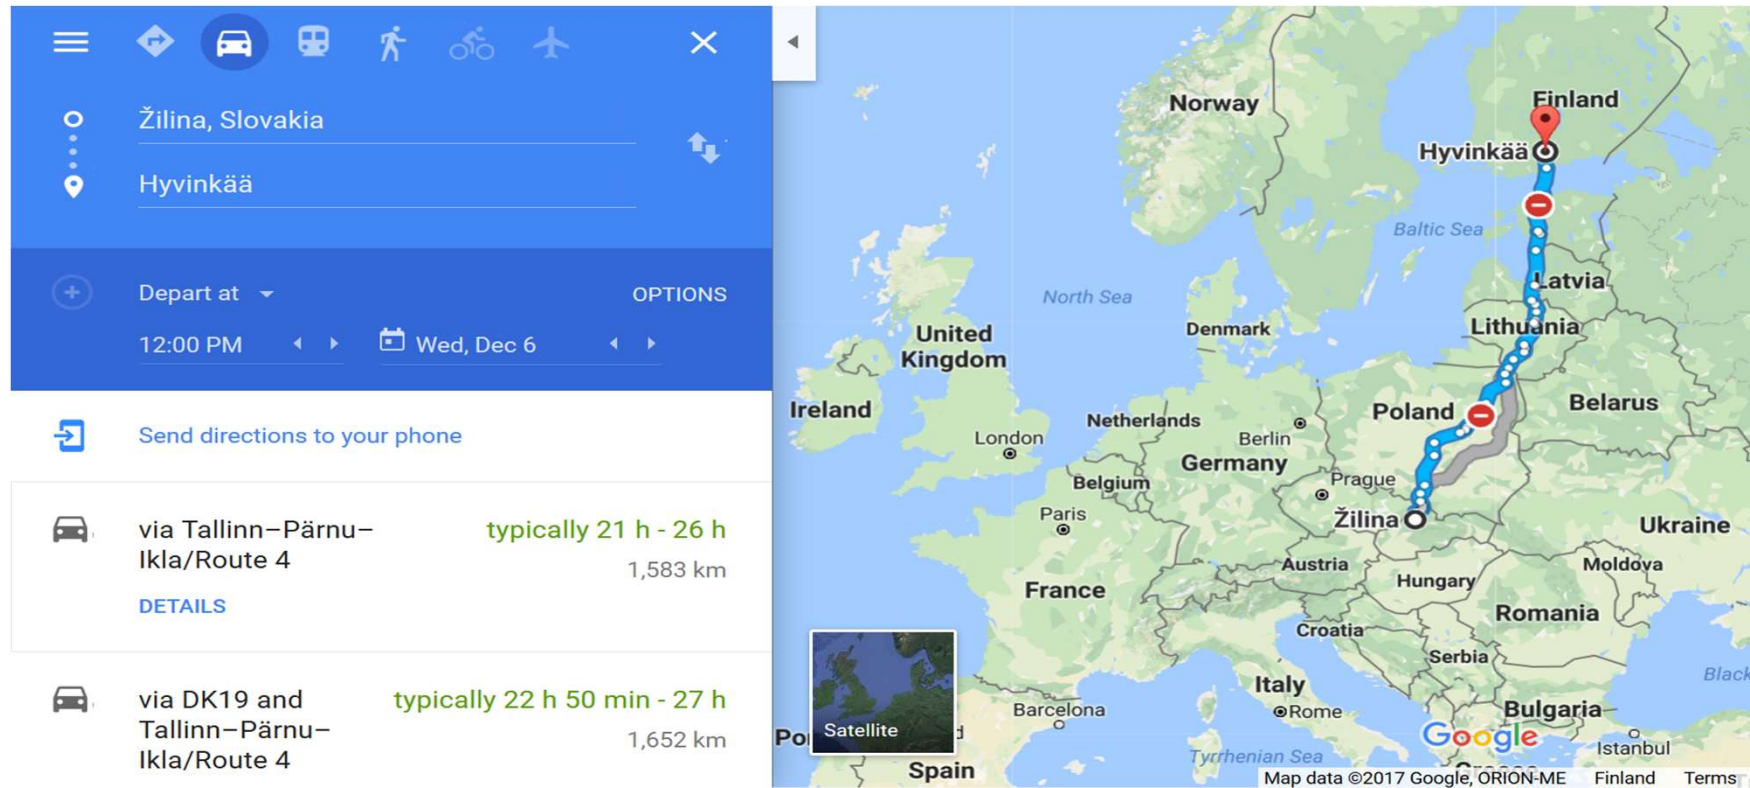 Žilina, Slovakia
Hyvinkää
Depart at
OPTIONS
12:00 PM
Wed, Dec 6
Send directions to your phone
via Tallinn–Pärnu–
Ikla/Route 4
typically 21 h - 26 h
1,583 km
DETAILS
via DK19 and
Tallinn–Pärnu–
Ikla/Route 4
typically 22 h 50 min - 27 h
1,652 km
Norway
Finland
Hyvinkää
Baltic Sea
Latvia
North Sea
Lithuania
Denmark
United
Kingdom
Ireland
Belarus
Poland
Netherlands
London
Berlin
Germany
Belgium
Prague
Paris
Žilina
Ukraine
Austria
Moldova
Hungary
France
Romania
Croatia
Serbia
Black
Italy
Barcelona
Rome
Bulgaria
Satellite
Po
Google
Istanbul
Tyrrhenian Sea
Spain
Greece
Map data ©2017 Google, ORION-ME Finland Terms